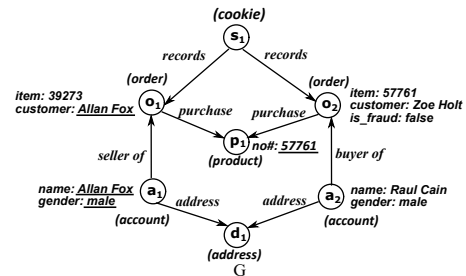 (cookie)
s1
records records
(order) (order)
item: 39273
customer: Allan Fox
o1
o2
item: 57761
customer: Zoe Holt
is_fraud: false
purchase purchase
p1
no#: 57761
(product)
seller of
buyer of
name: Allan Fox
gender: male
a1
(account)
address address
a2
name: Raul Cain
gender: male
(account)
d1
(address)
G